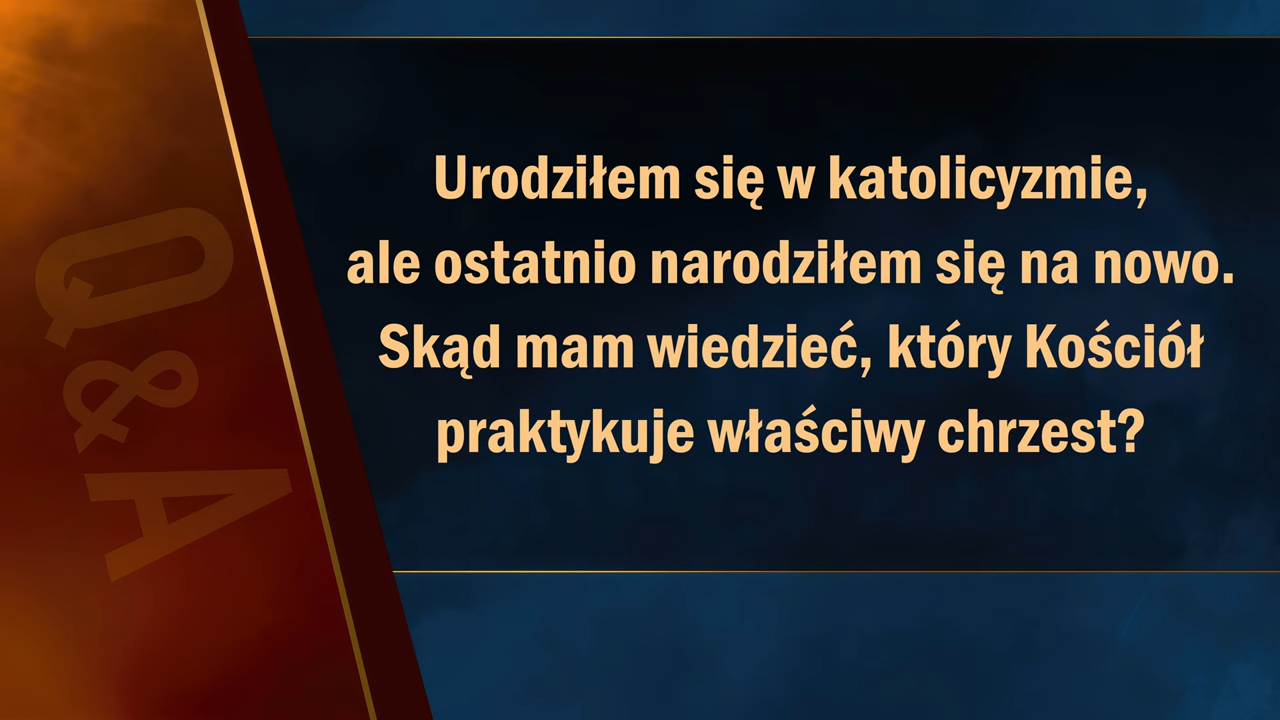 Q & A
Urodziłem się w katolicyzmie,
ale ostatnio narodziłem się na nowo.
Skąd mam wiedzieć, który Kościół
praktykuje właściwy chrzest?